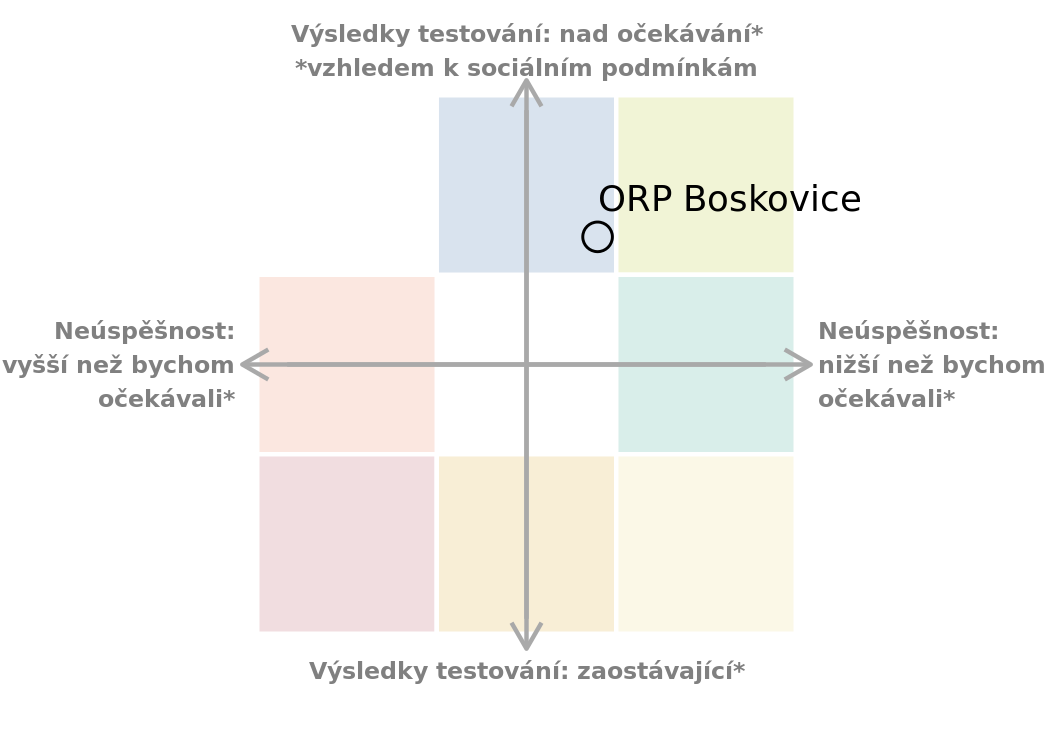 Výsledky testování: nad očekávání*
*vzhledem k sociálním podmínkám
ORP Boskovice
Neúspěšnost:
vyšší než bychom
očekávali*
Neúspěšnost:
nižší než bychom
očekávali*
Výsledky testování: zaostávající*